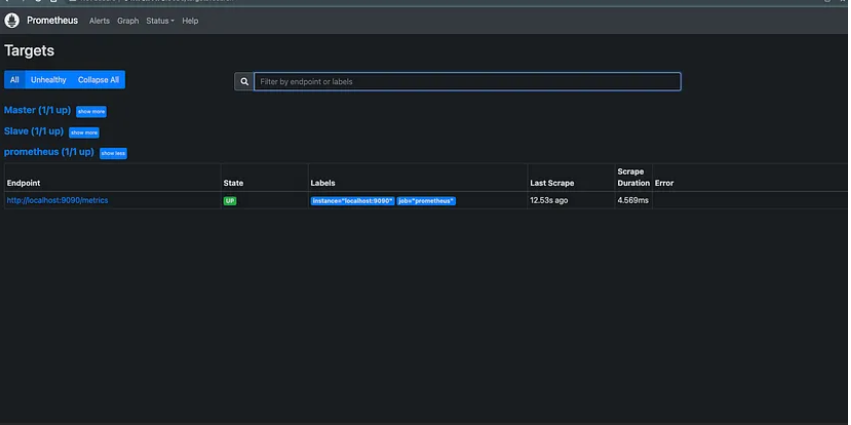 Prometheus Alerts Graph Status Help
Targets
All Unhealthy Collapse All Filter by endpoint or labels
Master (1/1 up) show more
Slave (1/1 up) show more
prometheus (1/1 up) show less
Endpoint State Labels Last Scrape Scrape Duration Error
http://localhost:9090/metrics UP instance="localhost:9090" job="prometheus" 12.53s ago 4.569ms